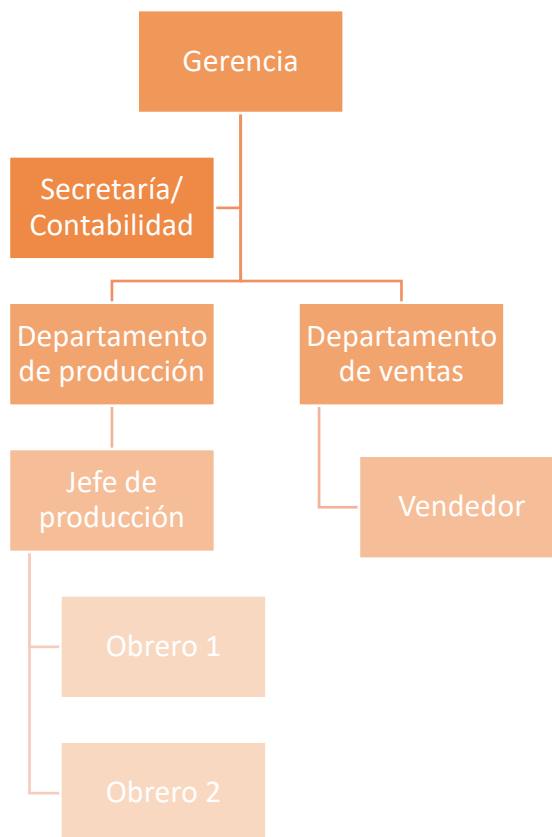 Gerencia
Secretaría/
Contabilidad
Departamento
de producción
Departamento
de ventas
Jefe de
producción
Vendedor
Obrero 1
Obrero 2